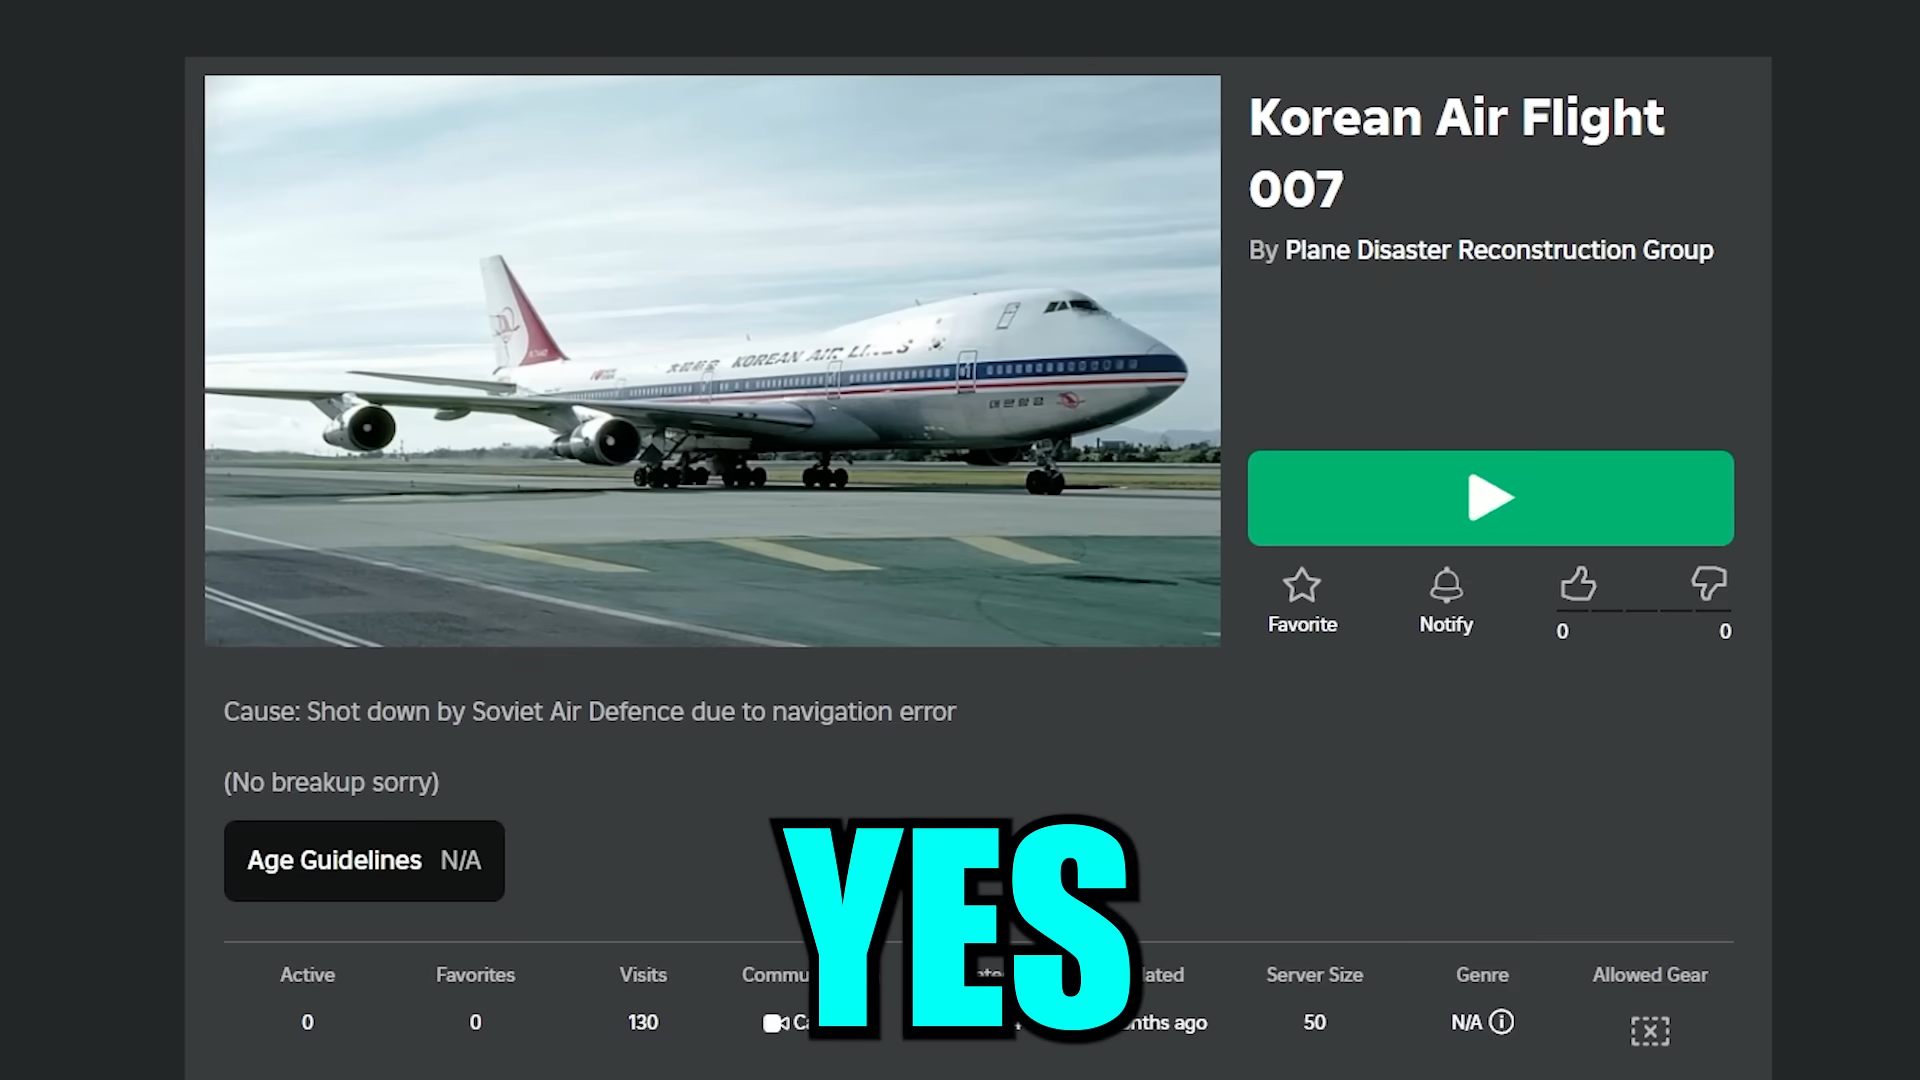 Korean Air Flight
007
By Plane Disaster Reconstruction Group
KOREAN AIR LINES
Favorite
Notify
0
0
Cause: Shot down by Soviet Air Defence due to navigation error
(No breakup sorry)
Age Guidelines N/A
YES
Active
Favorites
Visits
Server Size
Genre
Allowed Gear
0
0
130
ago
50
N/A